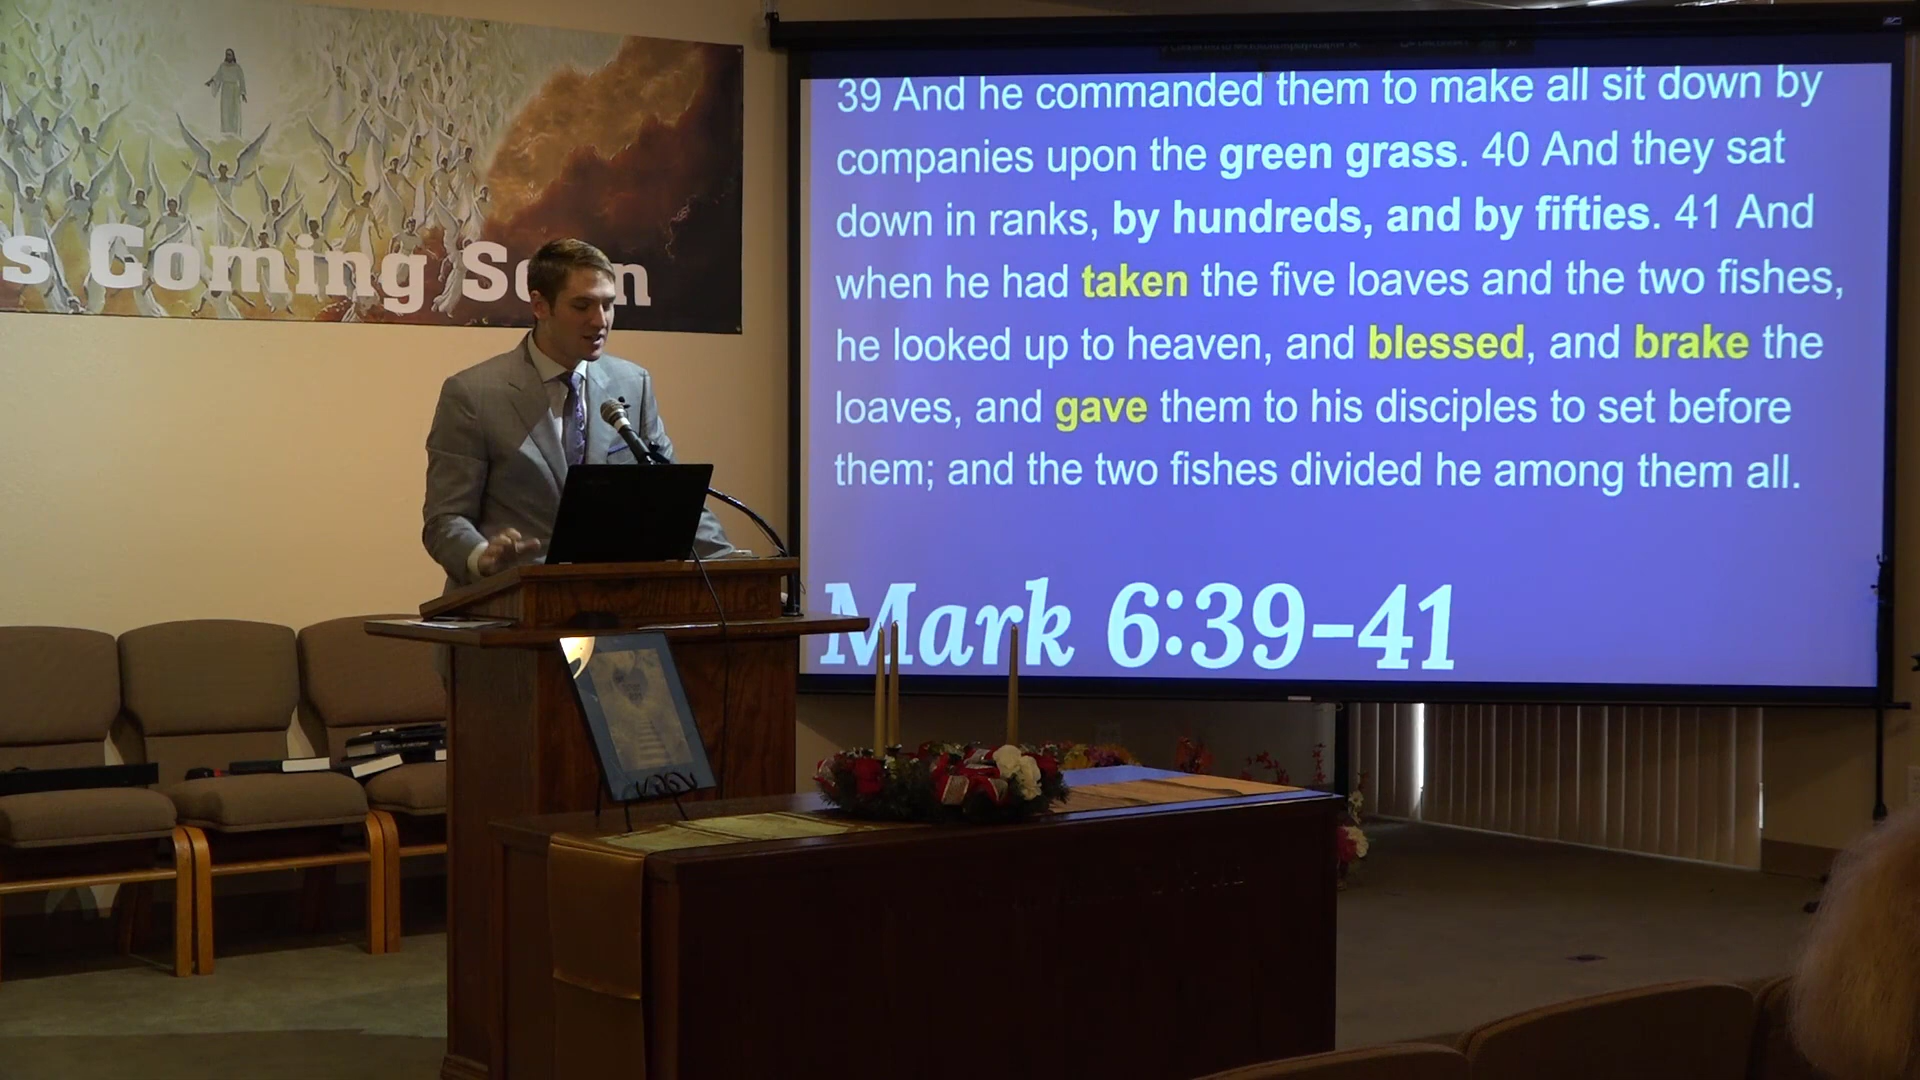 s Coming Soon
39 And he commanded them to make all sit down by
companies upon the green grass. 40 And they sat
down in ranks, by hundreds, and by fifties. 41 And
when he had taken the five loaves and the two fishes,
he looked up to heaven, and blessed, and brake the
loaves, and gave them to his disciples to set before
them; and the two fishes divided he among them all.
Mark 6:39-41